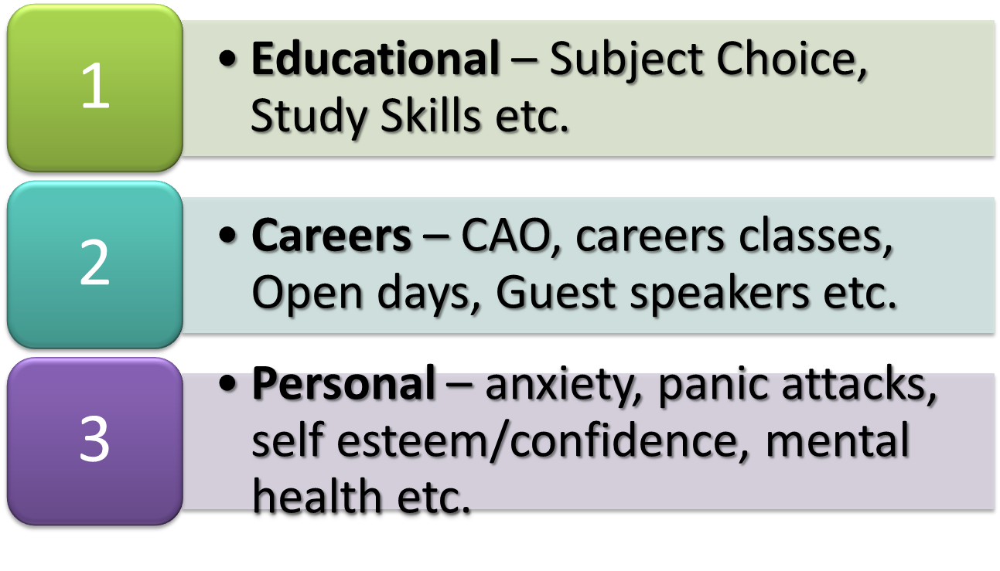 1
• Educational – Subject Choice,
Study Skills etc.
2
• Careers – CAO, careers classes,
Open days, Guest speakers etc.
3
• Personal – anxiety, panic attacks,
self esteem/confidence, mental
health etc.